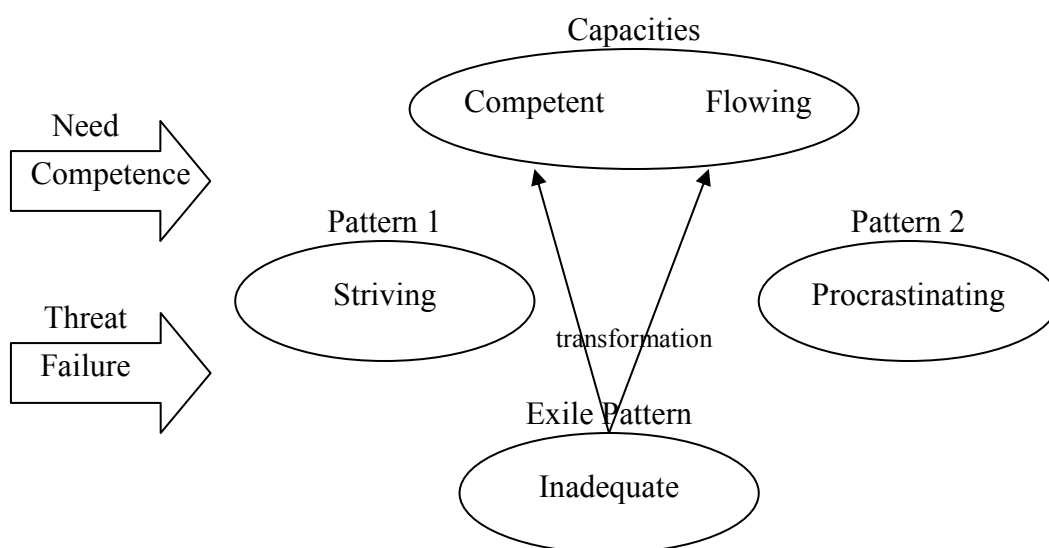 Capacities
Competent Flowing
Need
Competence
Pattern 1
Striving
Pattern 2
Procrastinating
Threat
Failure
transformation
Exile Pattern
Inadequate